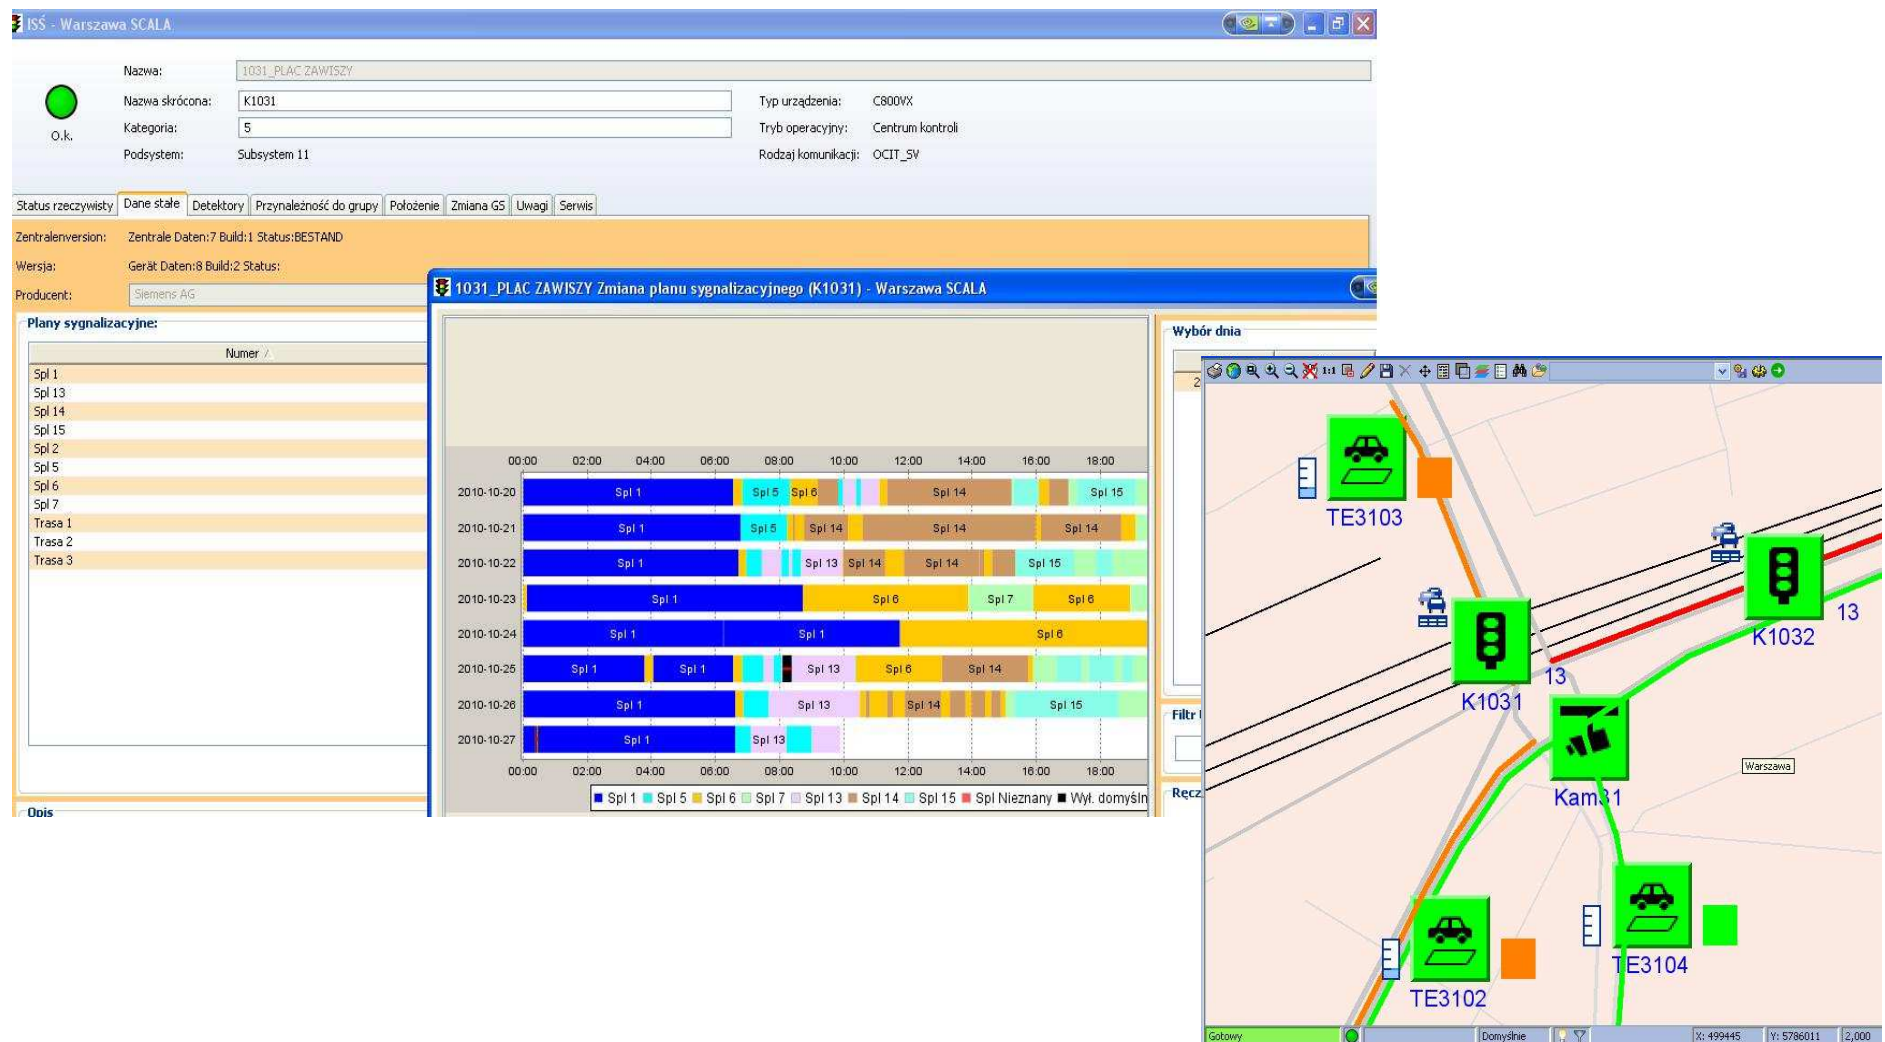 ISŚ - Warszawa SCALA
Nazwa: 1031_PLAC ZAWISZY
Nazwa skrócona: K1031 Typ urządzenia: C800VX
O.k.
Kategoria: 5 Tryb operacyjny: Centrum kontroli
Podsystem: Subsystem 11 Rodzaj komunikacji: OCIT_SV
Status rzeczywisty Dane stałe Detektory Przynależność do grupy Położenie Zmiana GS Uwagi Serwis
Zentralenversion: Zentrale Daten:7 Build:1 Status:BESTAND
Wersja: Gerät Daten:8 Build:2 Status:
Producent: Siemens AG
Plany sygnalizacyjne:
Numer
Spl 1
Spl 13
Spl 14
Spl 15
Spl 2
Spl 5
Spl 6
Spl 7
Trasa 1
Trasa 2
Trasa 3
Opis
1031_PLAC ZAWISZY Zmiana planu sygnalizacyjnego (K1031) - Warszawa SCALA
00:00 02:00 04:00 06:00 08:00 10:00 12:00 14:00 16:00 18:00
2010-10-20 Spl 1 Spl 5 Spl 6 Spl 14 Spl 15
2010-10-21 Spl 1 Spl 5 Spl 14 Spl 14 Spl 14
2010-10-22 Spl 1 Spl 13 Spl 14 Spl 14 Spl 15
2010-10-23 Spl 1 Spl 6 Spl 7 Spl 6
2010-10-24 Spl 1 Spl 1 Spl 6
2010-10-25 Spl 1 Spl 1 Spl 13 Spl 6 Spl 14
2010-10-26 Spl 1 Spl 13 Spl 14 Spl 15
2010-10-27 Spl 1 Spl 13
00:00 02:00 04:00 06:00 08:00 10:00 12:00 14:00 16:00 18:00
Spl 1 Spl 5 Spl 6 Spl 7 Spl 13 Spl 14 Spl 15 Spl Nieznany Wył. domyśln
Wybór dnia
2
Filtr
Ręcz
1:1
TE3103
K1032
13
K1031
13
Kam31
Warszawa
TE3104
TE3102
Gotowy Domyślnie X: 499445 Y: 5786011 2,000